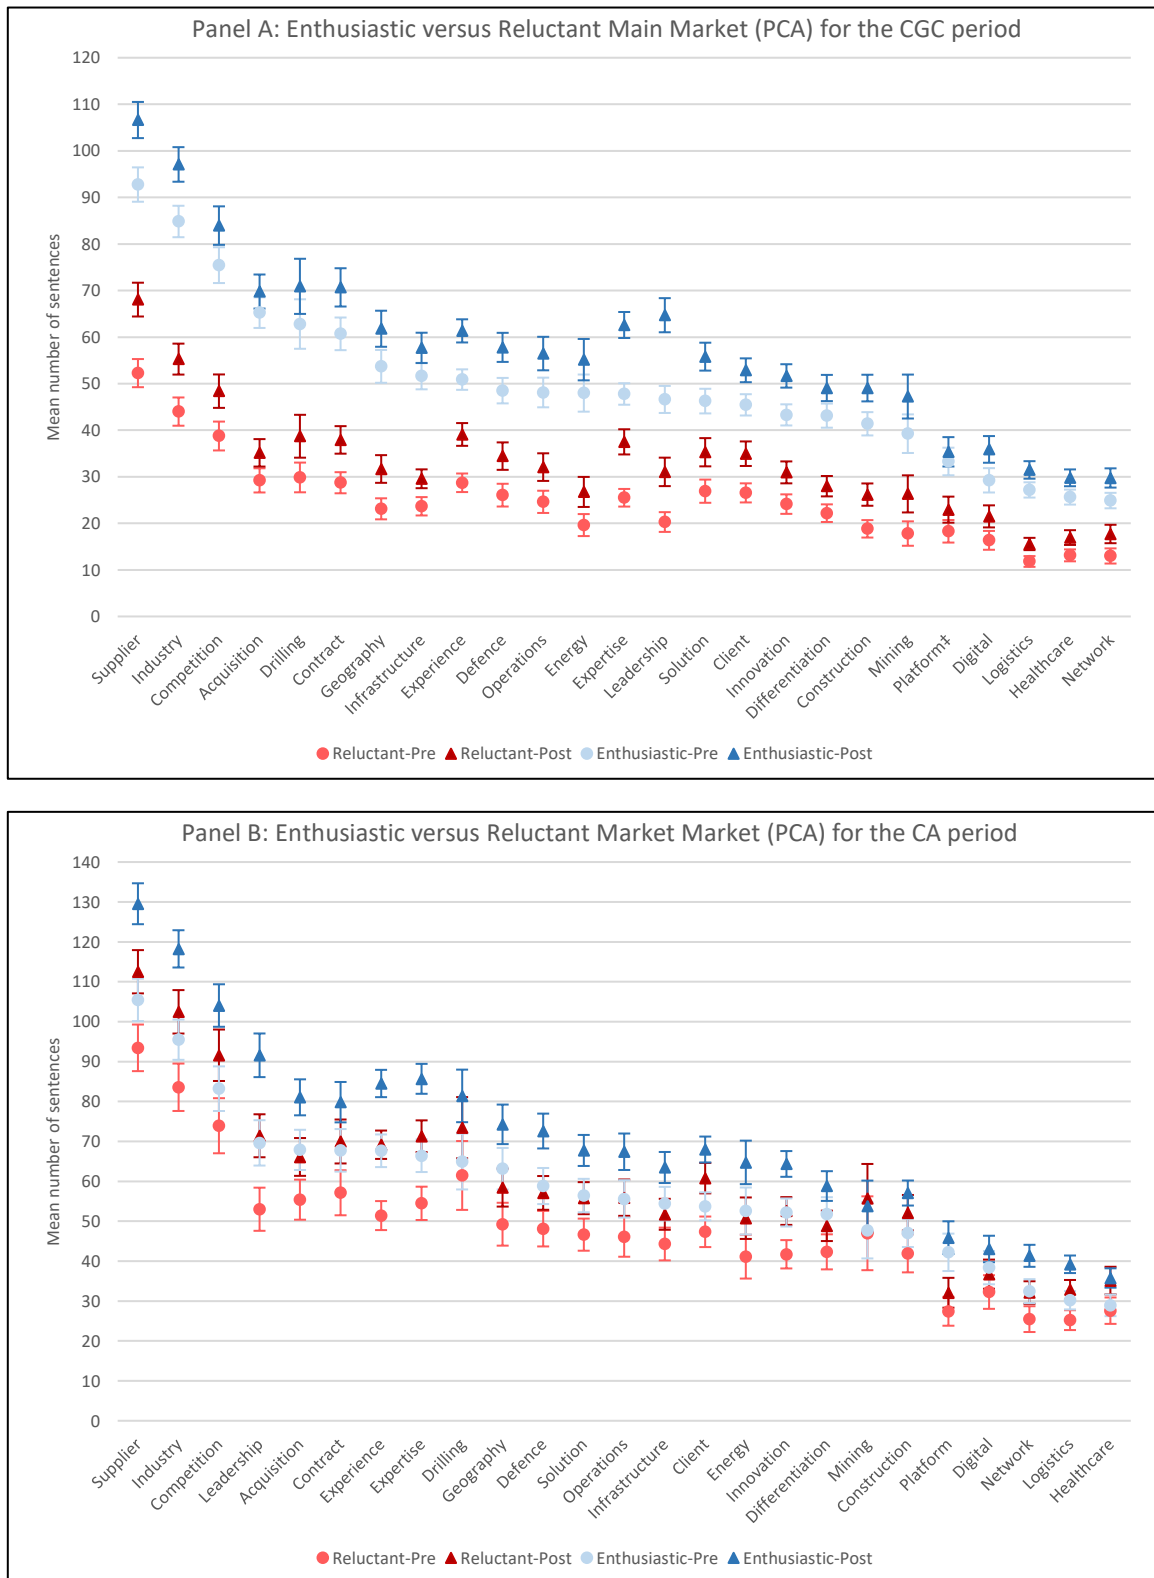 Panel A: Enthusiastic versus Reluctant Main Market (PCA) for the CGC period
120
110
100
90
80
70
60
50
40
30
20
10
0
Mean number of sentences
Supplier
Industry
Competition
Acquisition
Drilling
Contract
Geography
Infrastructure
Experience
Defence
Operations
Energy
Expertise
Leadership
Solution
Client
Innovation
Differentiation
Construction
Mining
Platform‡
Digital
Logistics
Healthcare
Network
Reluctant-Pre Reluctant-Post Enthusiastic-Pre Enthusiastic-Post
Panel B: Enthusiastic versus Reluctant Market Market (PCA) for the CA period
140
130
120
110
100
90
80
70
60
50
40
30
20
10
0
Mean number of sentences
Supplier
Industry
Competition
Leadership
Acquisition
Contract
Experience
Expertise
Drilling
Geography
Defence
Solution
Operations
Infrastructure
Client
Energy
Innovation
Differentiation
Mining
Construction
Platform
Digital
Network
Logistics
Healthcare
Reluctant-Pre Reluctant-Post Enthusiastic-Pre Enthusiastic-Post